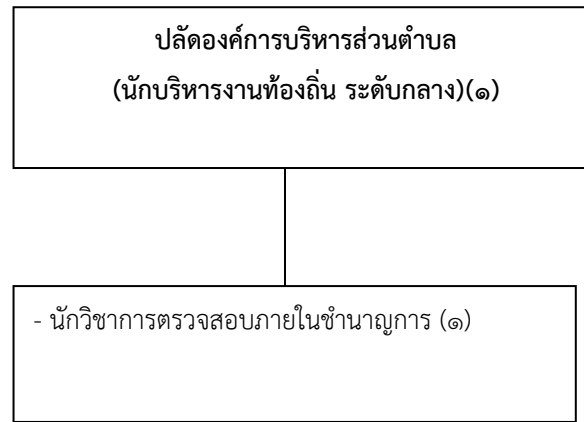 ปลัดองค์การบริหารส่วนตำบล
(นักบริหารงานท้องถิ่น ระดับกลาง)(๑)
- นักวิชาการตรวจสอบภายในชำนาญการ (๑)